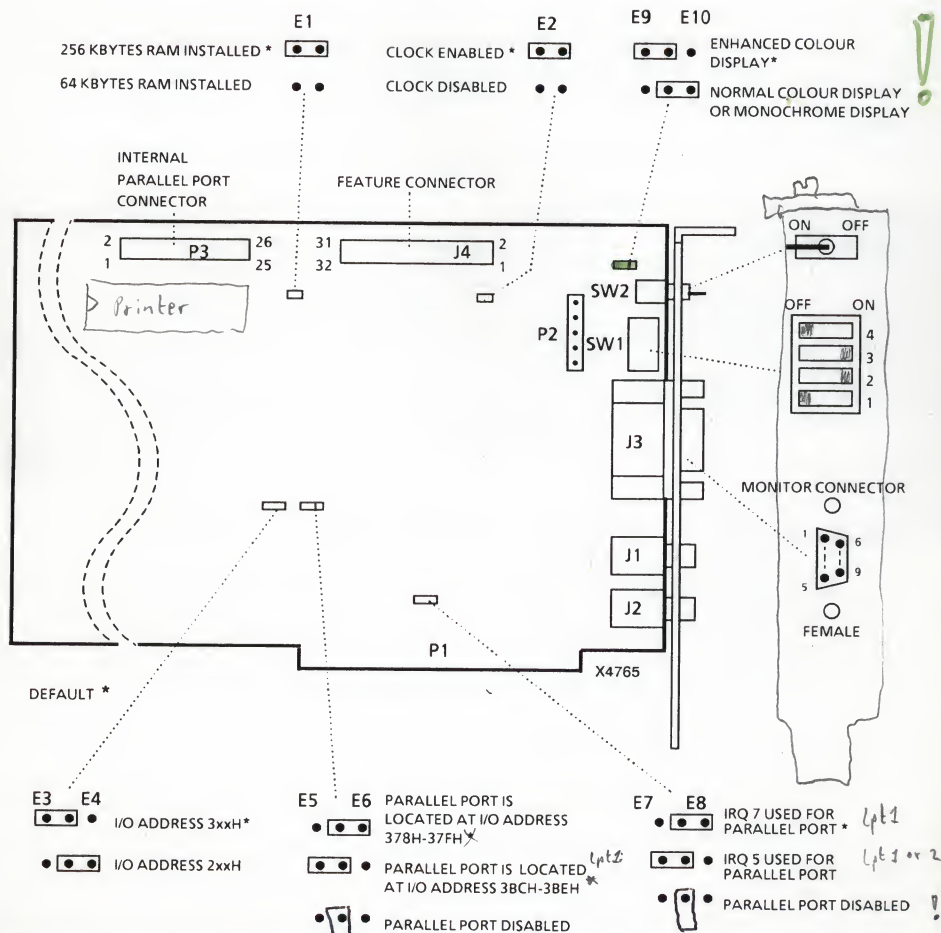 E1
256 KBYTES RAM INSTALLED *
64 KBYTES RAM INSTALLED
E2
CLOCK ENABLED *
CLOCK DISABLED
E9 E10
ENHANCED COLOUR
DISPLAY*
NORMAL COLOUR DISPLAY
OR MONOCHROME DISPLAY
!
INTERNAL
PARALLEL PORT
CONNECTOR
FEATURE CONNECTOR
2 P3 26
1 25
31 J4 2
32 1
Printer
SW2
P2
SW1
J3
J1
J2
P1
X4765
ON OFF
OFF ON
4
3
2
1
MONITOR CONNECTOR
1 6
5 9
FEMALE
DEFAULT *
E3 E4
I/O ADDRESS 3xxH*
I/O ADDRESS 2xxH
E5 E6
PARALLEL PORT IS
LOCATED AT I/O ADDRESS
378H-37FH*
PARALLEL PORT IS LOCATED lpt1
AT I/O ADDRESS 3BCH-3BEH *
PARALLEL PORT DISABLED
E7 E8
IRQ 7 USED FOR
PARALLEL PORT * lpt1
IRQ 5 USED FOR
PARALLEL PORT lpt 1 or 2
PARALLEL PORT DISABLED !